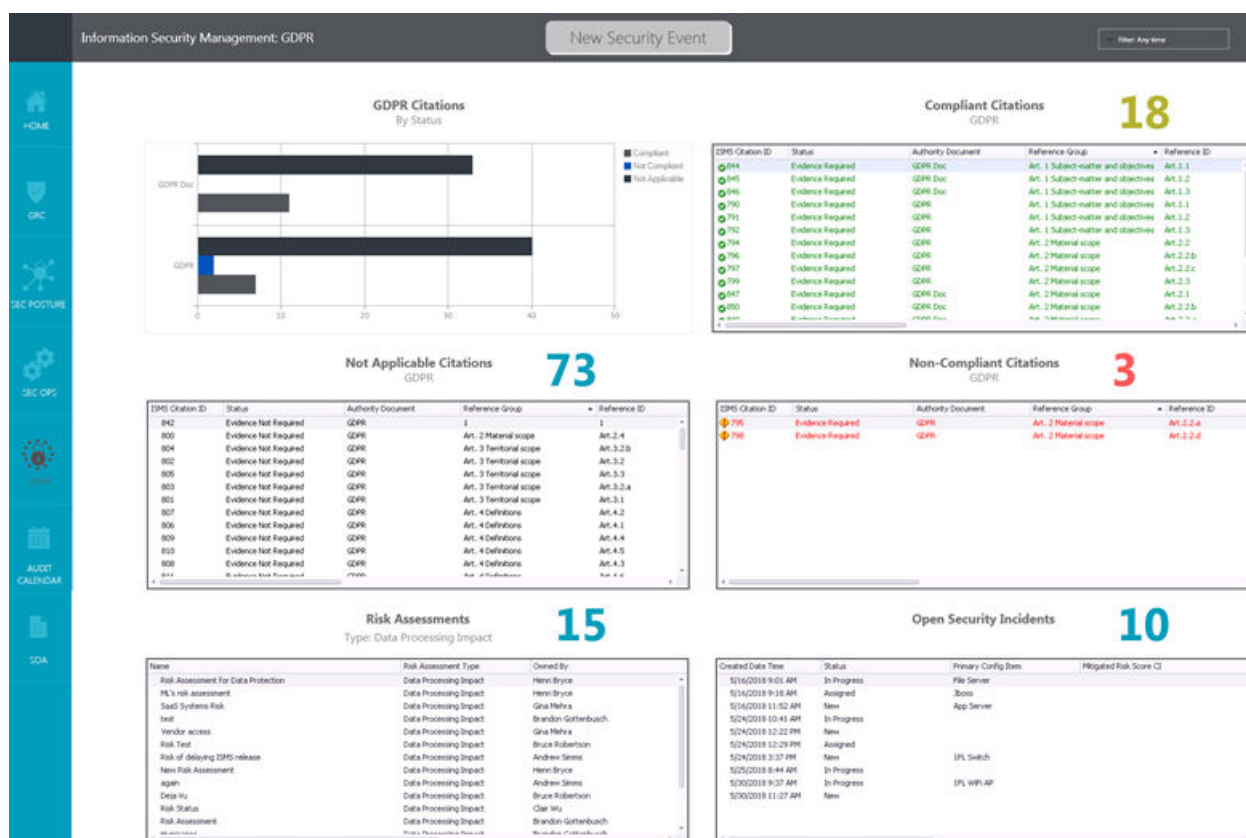 Information Security Management: GDPR
New Security Event
Filter: Any time
HOME
GRC
SEC POSTURE
SEC OPS
AUDIT CALENDAR
SOA
GDPR Citations
By Status
Compliant
Not Compliant
Not Applicable
GDPR Doc
GDPR
0 10 20 30 40 50
Compliant Citations
GDPR
18
ISMS Citation ID Status Authority Document Reference Group Reference ID
844 Evidence Required GDPR Doc Art. 1 Subject-matter and objectives Art.1.1
845 Evidence Required GDPR Doc Art. 1 Subject-matter and objectives Art.1.2
846 Evidence Required GDPR Doc Art. 1 Subject-matter and objectives Art.1.3
790 Evidence Required GDPR Art. 1 Subject-matter and objectives Art.1.1
791 Evidence Required GDPR Art. 1 Subject-matter and objectives Art.1.2
792 Evidence Required GDPR Art. 1 Subject-matter and objectives Art.1.3
794 Evidence Required GDPR Art. 2 Material scope Art.2.2
796 Evidence Required GDPR Art. 2 Material scope Art.2.2.b
797 Evidence Required GDPR Art. 2 Material scope Art.2.2.c
799 Evidence Required GDPR Art. 2 Material scope Art.2.3
847 Evidence Required GDPR Doc Art. 2 Material scope Art.2.1
850 Evidence Required GDPR Doc Art. 2 Material scope Art.2.2.b
Not Applicable Citations
GDPR
73
ISMS Citation ID Status Authority Document Reference Group Reference ID
842 Evidence Not Required GDPR 1 1
800 Evidence Not Required GDPR Art. 2 Material scope Art.2.4
804 Evidence Not Required GDPR Art. 3 Territorial scope Art.3.2.b
802 Evidence Not Required GDPR Art. 3 Territorial scope Art.3.2
805 Evidence Not Required GDPR Art. 3 Territorial scope Art.3.3
803 Evidence Not Required GDPR Art. 3 Territorial scope Art.3.2.a
801 Evidence Not Required GDPR Art. 3 Territorial scope Art.3.1
807 Evidence Not Required GDPR Art. 4 Definitions Art.4.2
806 Evidence Not Required GDPR Art. 4 Definitions Art.4.1
809 Evidence Not Required GDPR Art. 4 Definitions Art.4.4
810 Evidence Not Required GDPR Art. 4 Definitions Art.4.5
808 Evidence Not Required GDPR Art. 4 Definitions Art.4.3
Non-Compliant Citations
GDPR
3
ISMS Citation ID Status Authority Document Reference Group Reference ID
795 Evidence Required GDPR Art. 2 Material scope Art.2.2.a
798 Evidence Required GDPR Art. 2 Material scope Art.2.2.d
Risk Assessments
Type: Data Processing Impact
15
Name Risk Assessment Type Owned By
Risk Assessment for Data Protection Data Processing Impact Henri Bryce
ML's risk assessment Data Processing Impact Henri Bryce
SaaS Systems Risk Data Processing Impact Gina Mehra
test Data Processing Impact Brandon Gottenbusch
Vendor access Data Processing Impact Gina Mehra
Risk Test Data Processing Impact Bruce Robertson
Risk of delaying ISMS release Data Processing Impact Andrew Simms
New Risk Assessment Data Processing Impact Henri Bryce
again Data Processing Impact Andrew Simms
Deja Vu Data Processing Impact Bruce Robertson
Risk Status Data Processing Impact Clair Wu
Risk Assessment Data Processing Impact Brandon Gottenbusch
Open Security Incidents
10
Created Date Time Status Primary Config Item Mitigated Risk Score CI
5/16/2018 9:01 AM In Progress File Server
5/16/2018 9:18 AM Assigned Jboss
5/16/2018 11:52 AM New App Server
5/24/2018 10:41 AM In Progress
5/24/2018 12:22 PM New
5/24/2018 12:29 PM Assigned
5/24/2018 3:37 PM New 1FL Switch
5/25/2018 8:44 AM In Progress
5/30/2018 9:37 AM In Progress 1FL WiFi AP
5/30/2018 11:27 AM New